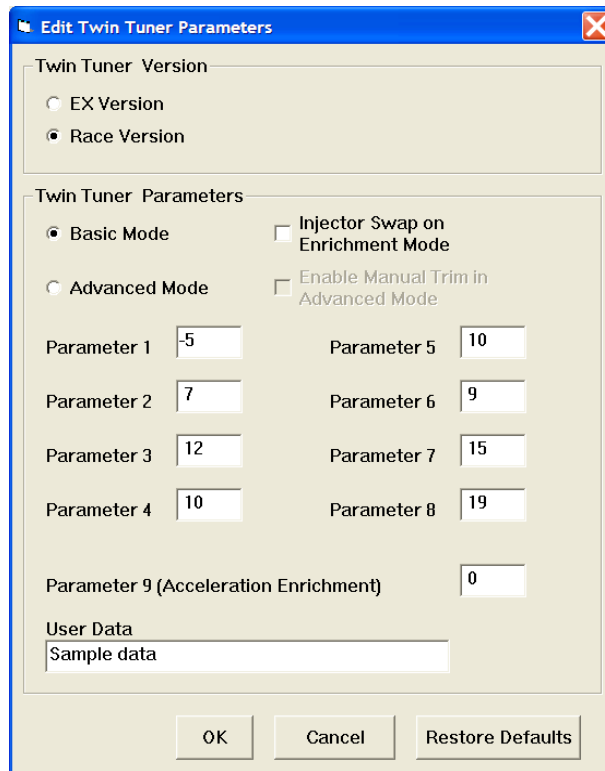 Edit Twin Tuner Parameters
Twin Tuner Version
EX Version
Race Version
Twin Tuner Parameters
Basic Mode
Injector Swap on
Enrichment Mode
Advanced Mode
Enable Manual Trim in
Advanced Mode
Parameter 1 -5
Parameter 5 10
Parameter 2 7
Parameter 6 9
Parameter 3 12
Parameter 7 15
Parameter 4 10
Parameter 8 19
Parameter 9 (Acceleration Enrichment) 0
User Data
Sample data
OK
Cancel
Restore Defaults